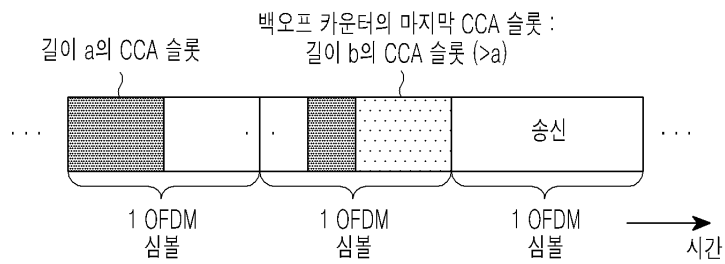 백오프 카운터의 마지막 CCA 슬롯 :
길이 a의 CCA 슬롯
길이 b의 CCA 슬롯 (>a)
송신
1 OFDM
심볼
1 OFDM
심볼
1 OFDM
심볼
시간